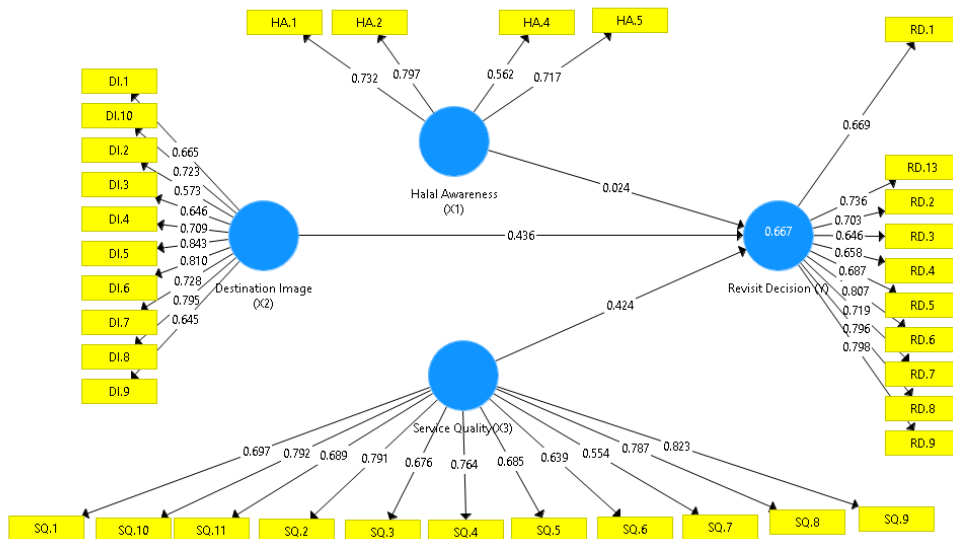 HA.1
HA.2
HA.4
HA.5
RD.1
0.732
0.797
0.562
0.717
DI.1
DI.10
DI.2
DI.3
DI.4
DI.5
DI.6
DI.7
DI.8
DI.9
0.665
0.723
0.573
0.646
0.709
0.843
0.810
0.728
0.795
0.645
Halal Awareness
(X1)
Destination Image
(X2)
0.024
0.436
0.424
0.667
Revisit Decision (Y)
0.669
0.736
0.703
0.646
0.658
0.687
0.807
0.719
0.796
0.798
RD.13
RD.2
RD.3
RD.4
RD.5
RD.6
RD.7
RD.8
RD.9
Service Quality(X3)
0.697
0.792
0.689
0.791
0.676
0.764
0.685
0.639
0.554
0.787
0.823
SQ.1
SQ.10
SQ.11
SQ.2
SQ.3
SQ.4
SQ.5
SQ.6
SQ.7
SQ.8
SQ.9